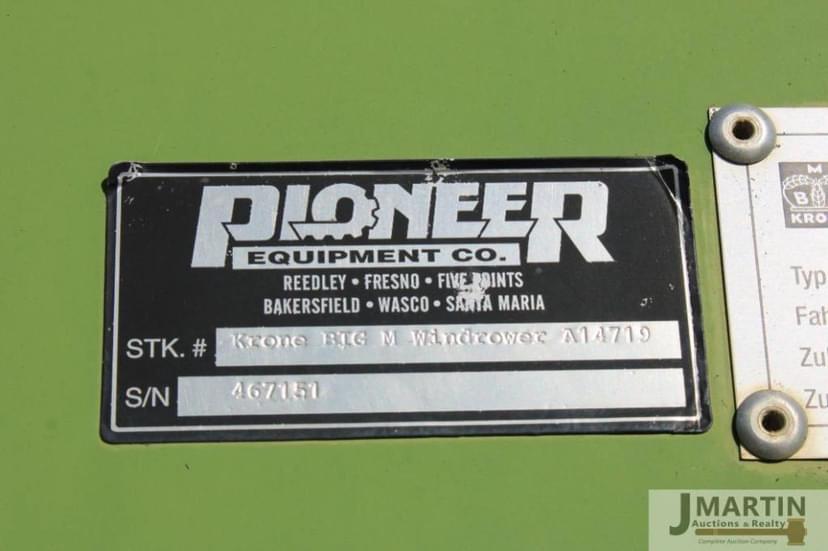 PIONEER
EQUIPMENT CO.
REEDLEY • FRESNO • FIVE POINTS
BAKERSFIELD • WASCO • SANTA MARIA
STK. # Krone BIG M Windrower A14719
S/N 467151
M
B
KRO
Typ
Fah
Zul
Zu
J MARTIN
Auctions & Realty
Complete Auction Company